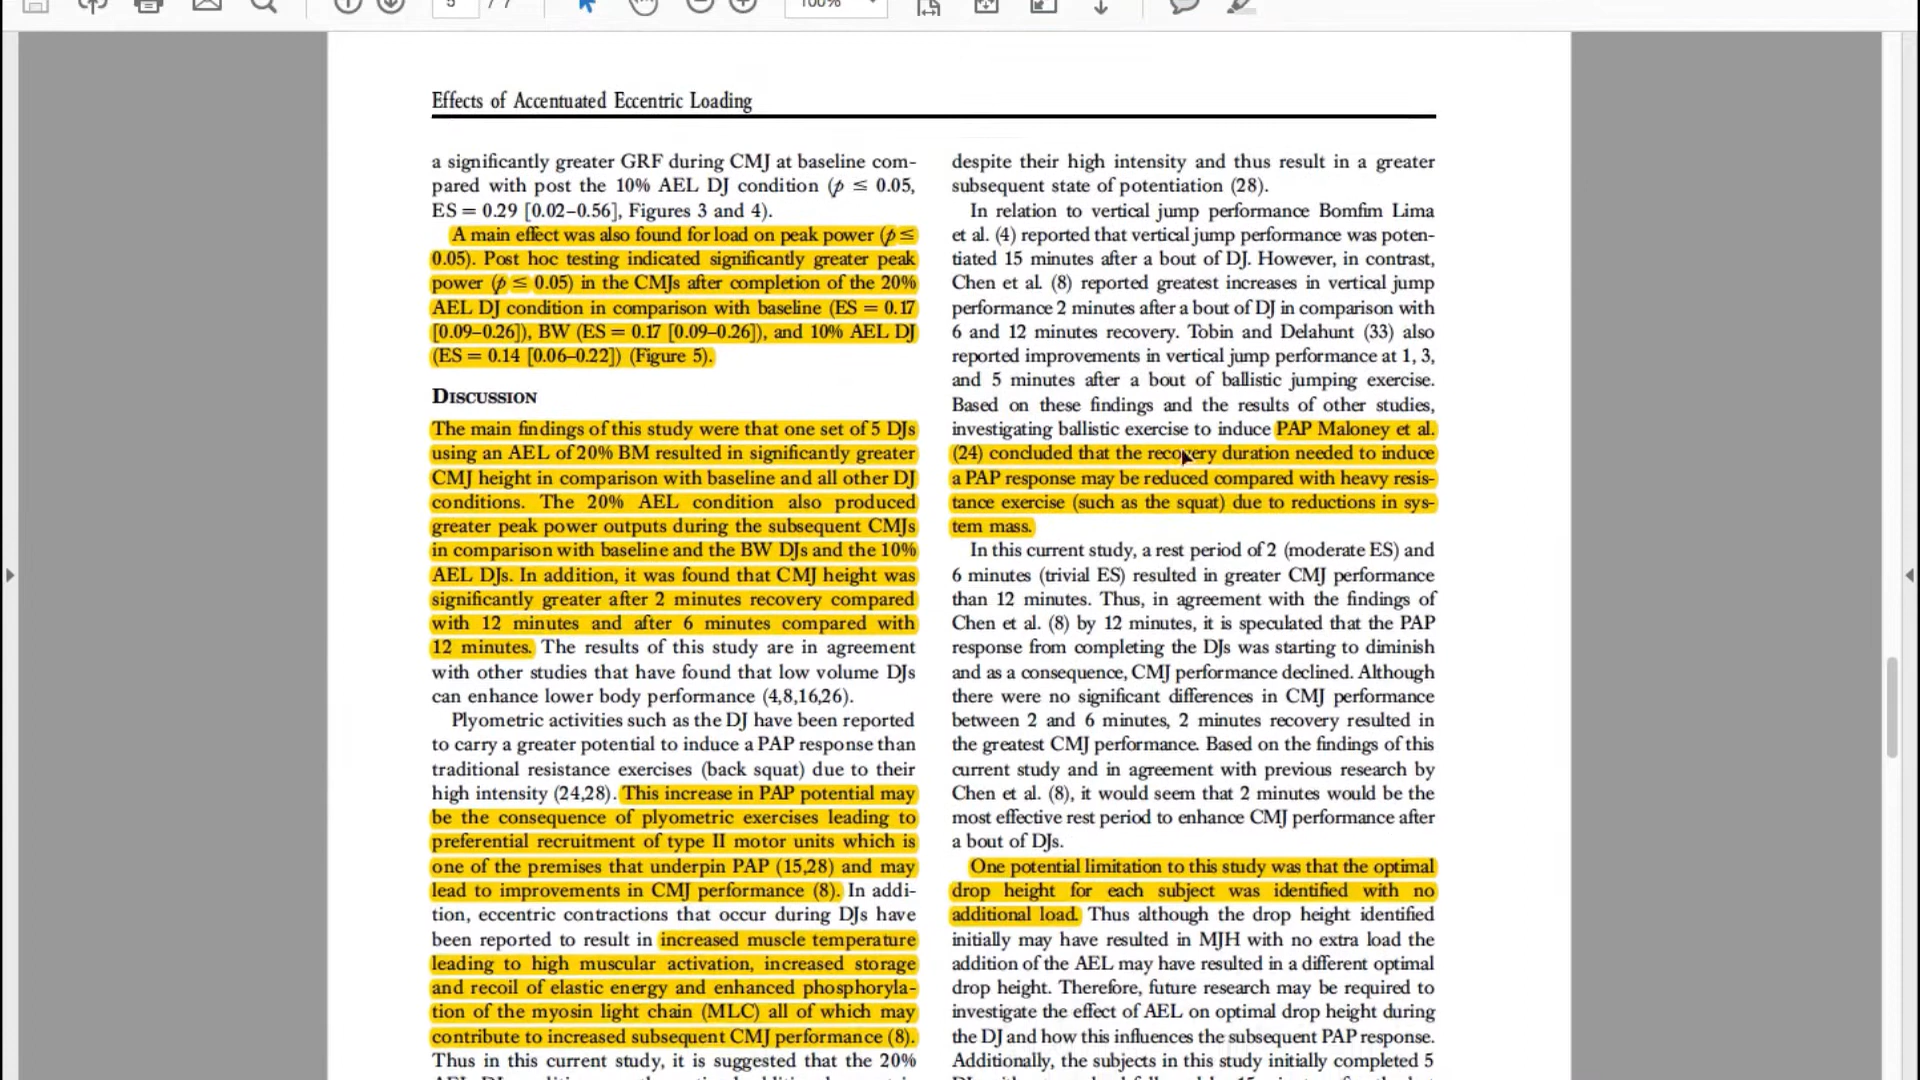 5 / 7
100%
Effects of Accentuated Eccentric Loading
a significantly greater GRF during CMJ at baseline com-
pared with post the 10% AEL DJ condition (p ≤ 0.05,
ES = 0.29 [0.02–0.56], Figures 3 and 4).
A main effect was also found for load on peak power (p ≤
0.05). Post hoc testing indicated significantly greater peak
power (p ≤ 0.05) in the CMJs after completion of the 20%
AEL DJ condition in comparison with baseline (ES = 0.17
[0.09–0.26]), BW (ES = 0.17 [0.09–0.26]), and 10% AEL DJ
(ES = 0.14 [0.06–0.22]) (Figure 5).
DISCUSSION
The main findings of this study were that one set of 5 DJs
using an AEL of 20% BM resulted in significantly greater
CMJ height in comparison with baseline and all other DJ
conditions. The 20% AEL condition also produced
greater peak power outputs during the subsequent CMJs
in comparison with baseline and the BW DJs and the 10%
AEL DJs. In addition, it was found that CMJ height was
significantly greater after 2 minutes recovery compared
with 12 minutes and after 6 minutes compared with
12 minutes. The results of this study are in agreement
with other studies that have found that low volume DJs
can enhance lower body performance (4,8,16,26).
Plyometric activities such as the DJ have been reported
to carry a greater potential to induce a PAP response than
traditional resistance exercises (back squat) due to their
high intensity (24,28). This increase in PAP potential may
be the consequence of plyometric exercises leading to
preferential recruitment of type II motor units which is
one of the premises that underpin PAP (15,28) and may
lead to improvements in CMJ performance (8). In addi-
tion, eccentric contractions that occur during DJs have
been reported to result in increased muscle temperature
leading to high muscular activation, increased storage
and recoil of elastic energy and enhanced phosphoryla-
tion of the myosin light chain (MLC) all of which may
contribute to increased subsequent CMJ performance (8).
Thus in this current study, it is suggested that the 20%
despite their high intensity and thus result in a greater
subsequent state of potentiation (28).
In relation to vertical jump performance Bomfim Lima
et al. (4) reported that vertical jump performance was poten-
tiated 15 minutes after a bout of DJ. However, in contrast,
Chen et al. (8) reported greatest increases in vertical jump
performance 2 minutes after a bout of DJ in comparison with
6 and 12 minutes recovery. Tobin and Delahunt (33) also
reported improvements in vertical jump performance at 1, 3,
and 5 minutes after a bout of ballistic jumping exercise.
Based on these findings and the results of other studies,
investigating ballistic exercise to induce PAP Maloney et al.
(24) concluded that the recovery duration needed to induce
a PAP response may be reduced compared with heavy resis-
tance exercise (such as the squat) due to reductions in sys-
tem mass.
In this current study, a rest period of 2 (moderate ES) and
6 minutes (trivial ES) resulted in greater CMJ performance
than 12 minutes. Thus, in agreement with the findings of
Chen et al. (8) by 12 minutes, it is speculated that the PAP
response from completing the DJs was starting to diminish
and as a consequence, CMJ performance declined. Although
there were no significant differences in CMJ performance
between 2 and 6 minutes, 2 minutes recovery resulted in
the greatest CMJ performance. Based on the findings of this
current study and in agreement with previous research by
Chen et al. (8), it would seem that 2 minutes would be the
most effective rest period to enhance CMJ performance after
a bout of DJs.
One potential limitation to this study was that the optimal
drop height for each subject was identified with no
additional load. Thus although the drop height identified
initially may have resulted in MJH with no extra load the
addition of the AEL may have resulted in a different optimal
drop height. Therefore, future research may be required to
investigate the effect of AEL on optimal drop height during
the DJ and how this influences the subsequent PAP response.
Additionally, the subjects in this study initially completed 5